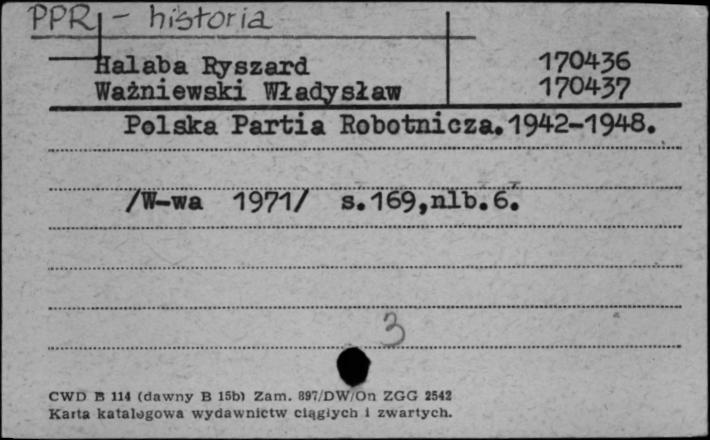 PPR - historia
Halaba Ryszard 170436
Ważniewski Władysław 170437
Polska Partia Robotnicza.1942-1948.
/W-wa 1971/ s.169,nlb.6.
3
CWD B 114 (dawny B 15b) Zam. 897/DW/On ZGG 2542
Karta katalogowa wydawnictw ciągłych i zwartych.